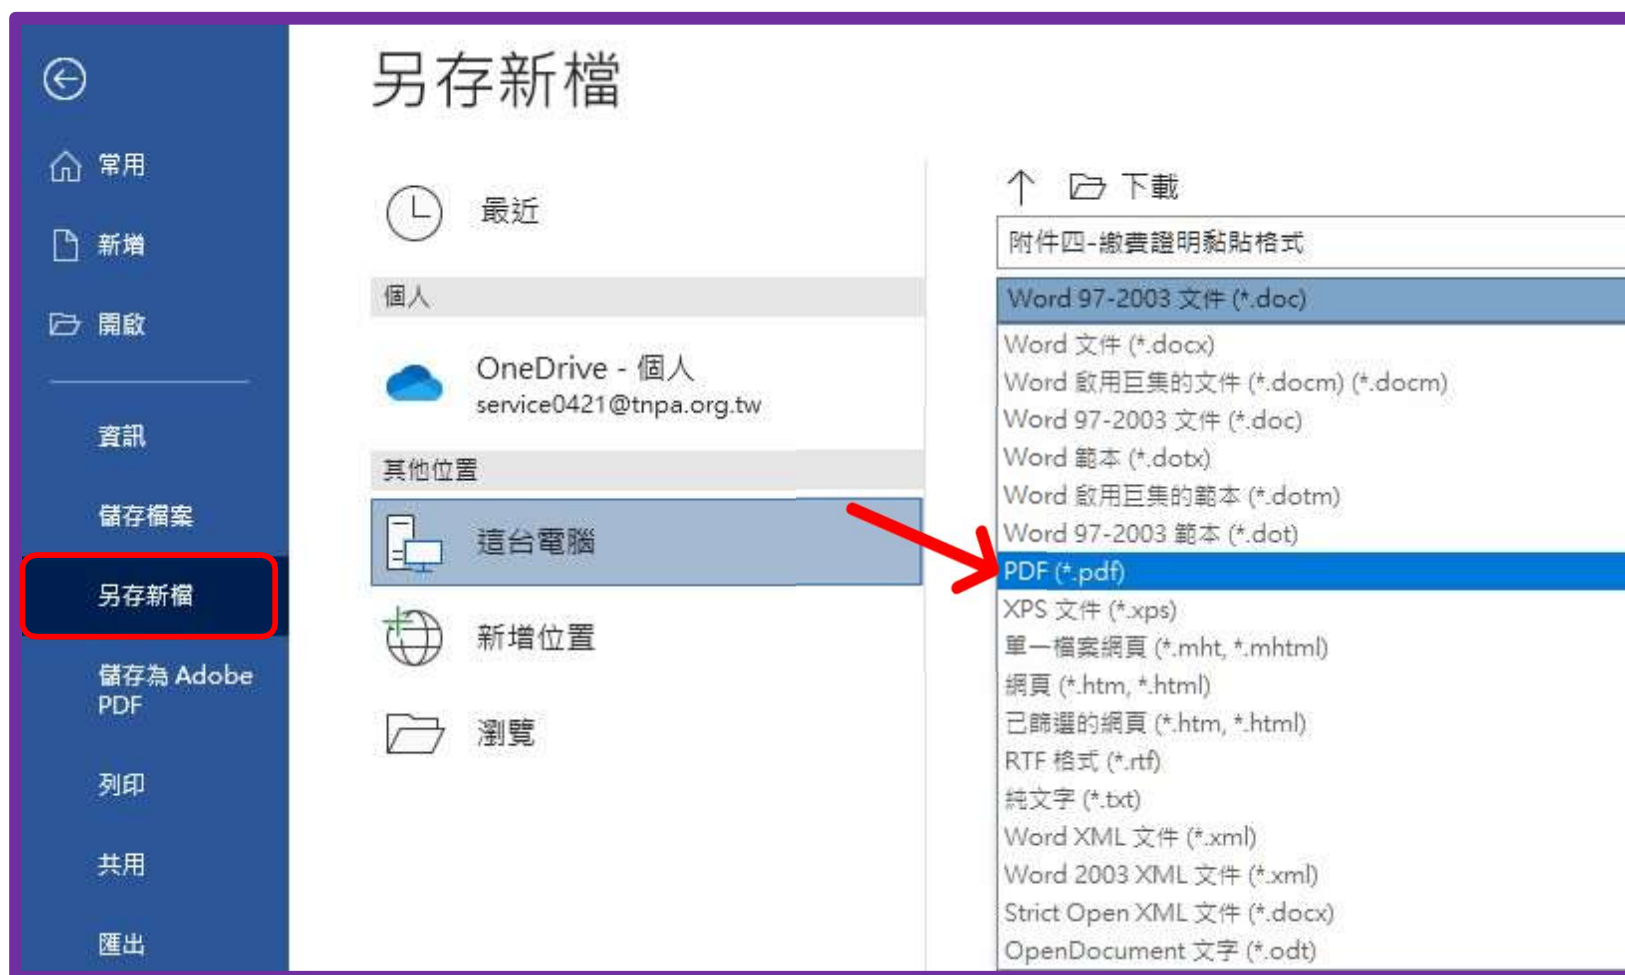 另存新檔
常用
新增
開啟
資訊
儲存檔案
另存新檔
儲存為 Adobe
PDF
列印
共用
匯出
最近
個人
OneDrive - 個人
service0421@tnpa.org.tw
其他位置
這台電腦
新增位置
瀏覽
下載
附件四-繳費證明黏貼格式
Word 97-2003 文件 (*.doc)
Word 文件 (*.docx)
Word 啟用巨集的文件 (*.docm) (*.docm)
Word 97-2003 文件 (*.doc)
Word 範本 (*.dotx)
Word 啟用巨集的範本 (*.dotm)
Word 97-2003 範本 (*.dot)
PDF (*.pdf)
XPS 文件 (*.xps)
單一檔案網頁 (*.mht, *.mhtml)
網頁 (*.htm, *.html)
已篩選的網頁 (*.htm, *.html)
RTF 格式 (*.rtf)
純文字 (*.txt)
Word XML 文件 (*.xml)
Word 2003 XML 文件 (*.xml)
Strict Open XML 文件 (*.docx)
OpenDocument 文字 (*.odt)